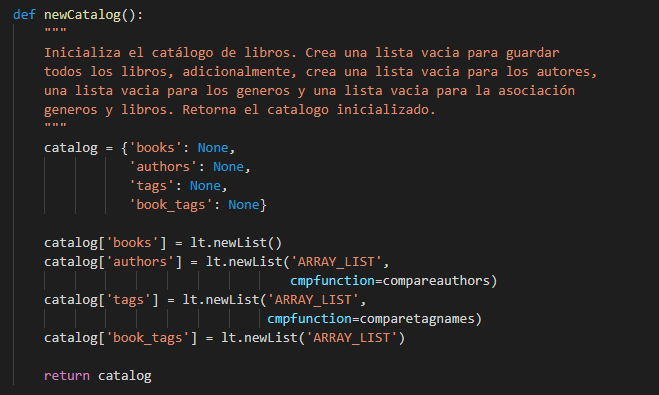 def newCatalog():
    """
    Inicializa el catálogo de libros. Crea una lista vacia para guardar
    todos los libros, adicionalmente, crea una lista vacia para los autores,
    una lista vacia para los generos y una lista vacia para la asociación
    generos y libros. Retorna el catalogo inicializado.
    """
    catalog = {'books': None,
               'authors': None,
               'tags': None,
               'book_tags': None}

    catalog['books'] = lt.newList()
    catalog['authors'] = lt.newList('ARRAY_LIST',
                                    cmpfunction=compareauthors)
    catalog['tags'] = lt.newList('ARRAY_LIST',
                                 cmpfunction=comparetagnames)
    catalog['book_tags'] = lt.newList('ARRAY_LIST')

    return catalog